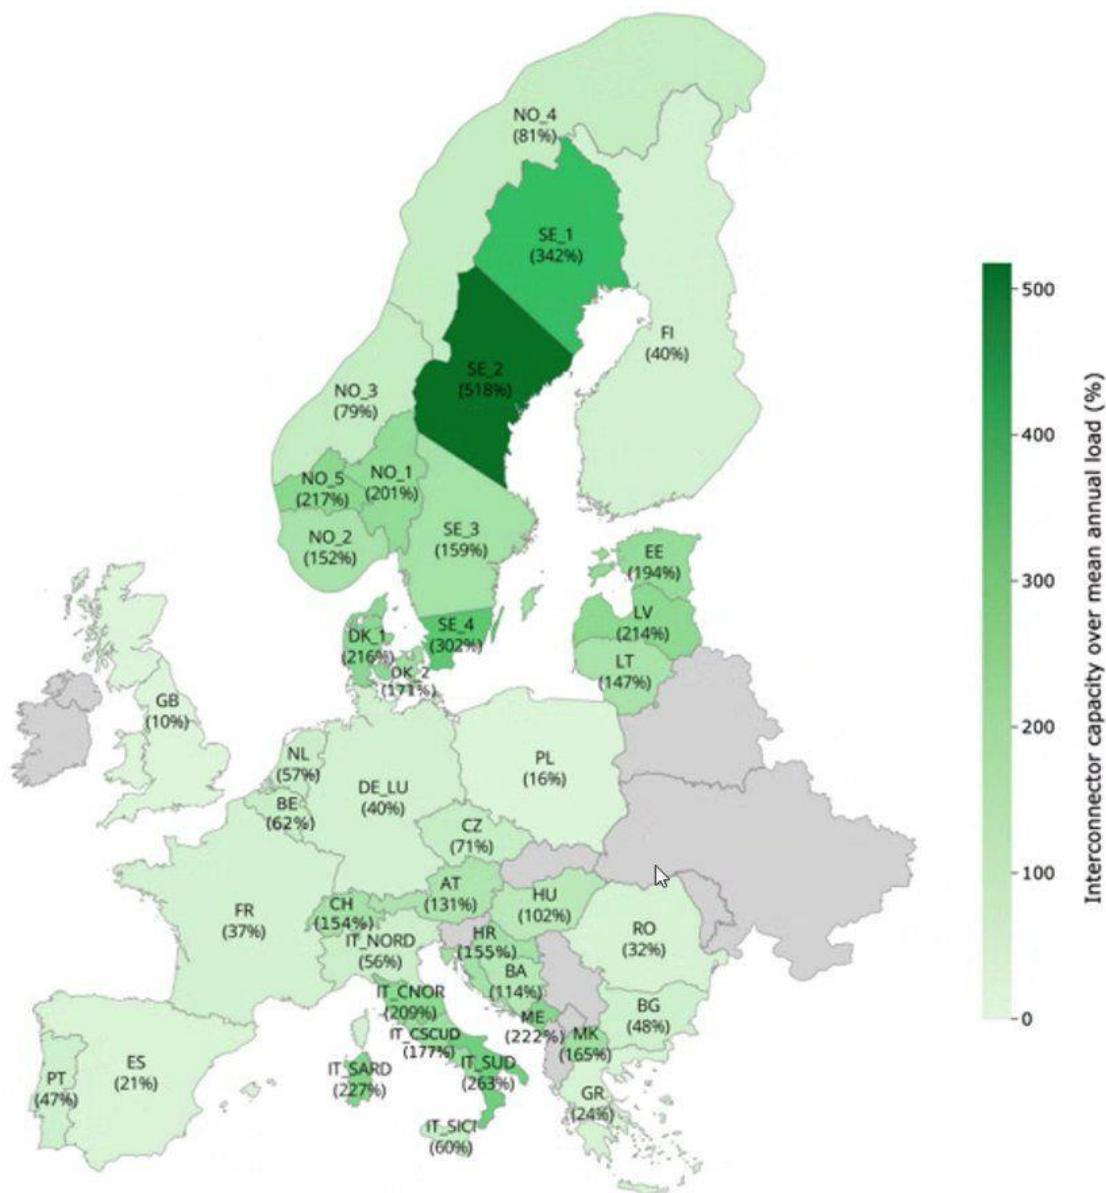 NO_4
(81%)
SE_1
(342%)
FI
(40%)
SE_2
(518%)
NO_3
(79%)
NO_5
(217%)
NO_1
(201%)
NO_2
(152%)
SE_3
(159%)
EE
(194%)
LV
(214%)
LT
(147%)
SE_4
(302%)
DK_1
(216%)
DK_2
(171%)
GB
(10%)
NL
(57%)
BE
(62%)
DE_LU
(40%)
PL
(16%)
CZ
(71%)
AT
(131%)
HU
(102%)
CH
(154%)
FR
(37%)
IT_NORD
(56%)
HR
(155%)
RO
(32%)
BA
(114%)
IT_CNOR
(209%)
ME
(222%)
BG
(48%)
MK
(165%)
IT_CSCUD
(177%)
IT_SUD
(263%)
IT_SARD
(227%)
ES
(21%)
PT
(47%)
GR
(24%)
IT_SICI
(60%)
500
400
300
200
100
0
Interconnector capacity over mean annual load (%)